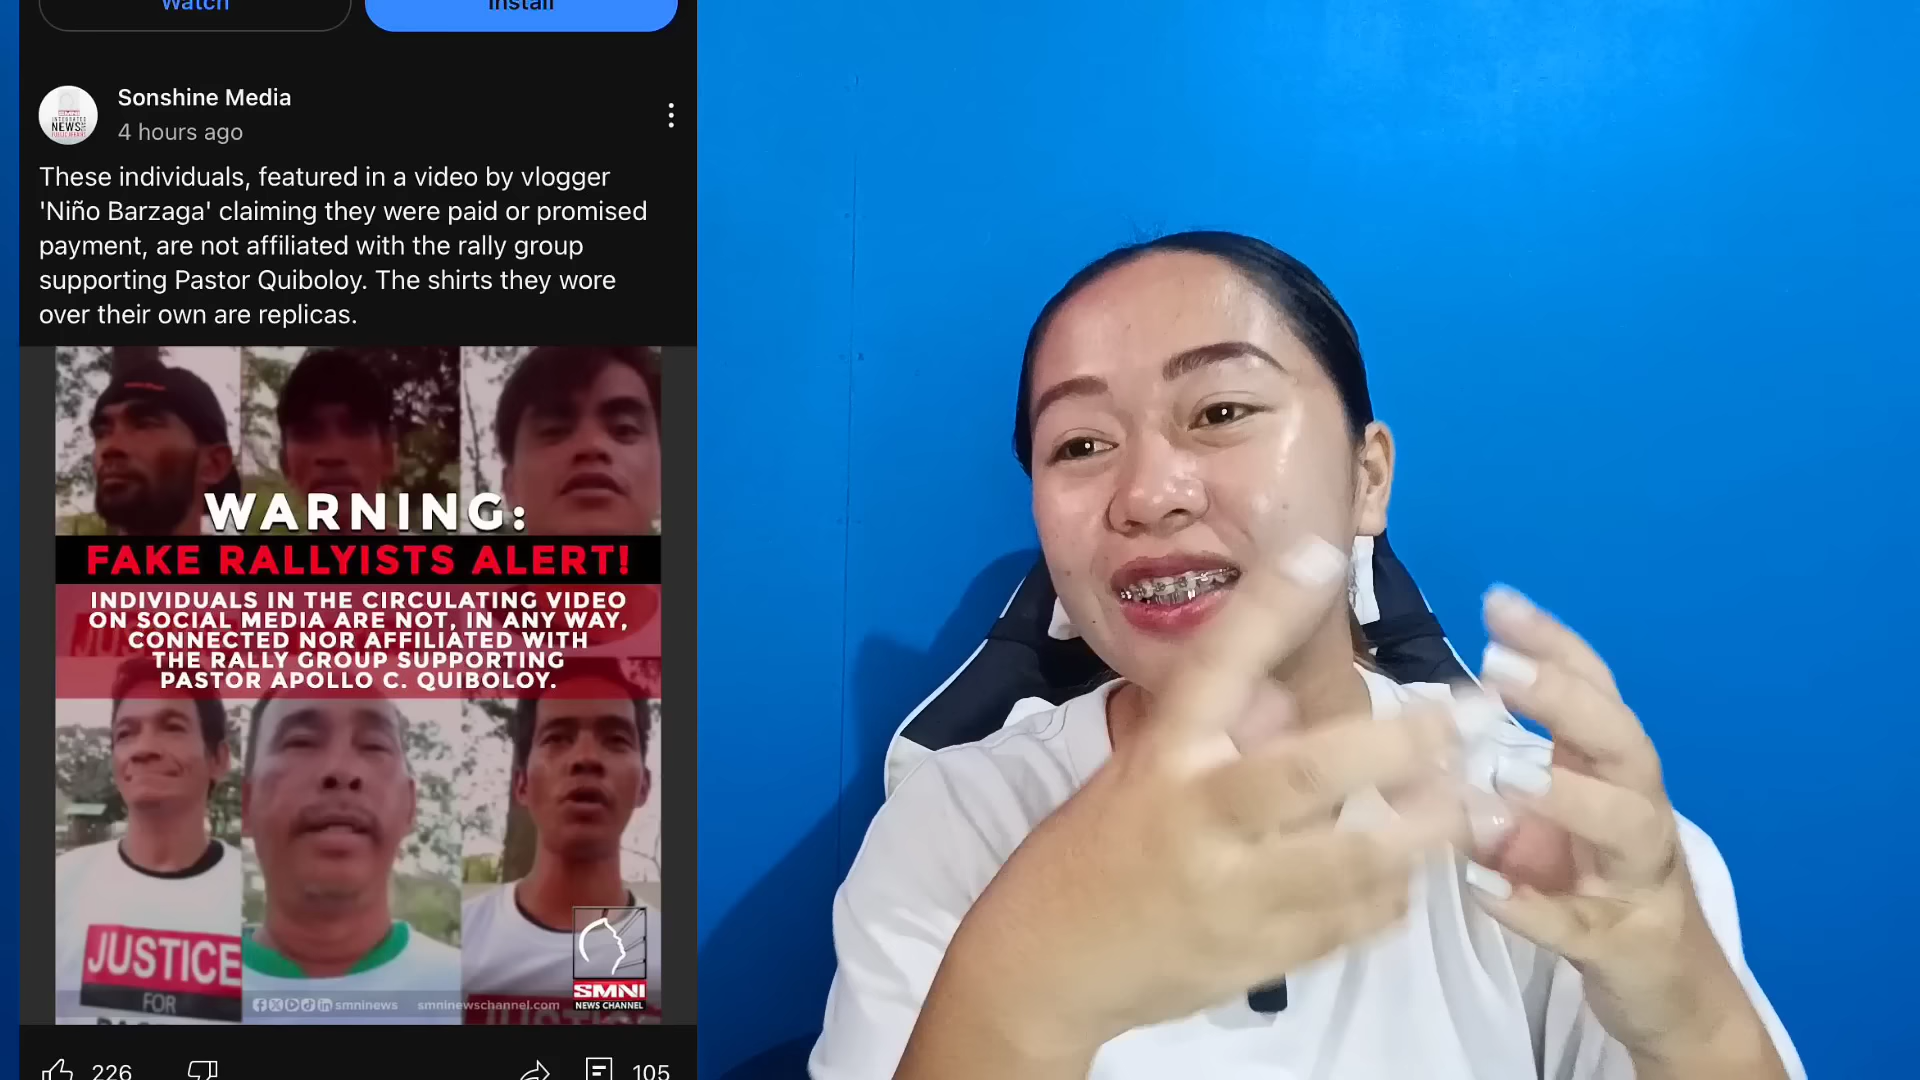 Watch
Install
Sonshine Media
4 hours ago
These individuals, featured in a video by vlogger
'Niño Barzaga' claiming they were paid or promised
payment, are not affiliated with the rally group
supporting Pastor Quiboloy. The shirts they wore
over their own are replicas.
WARNING:
FAKE RALLYISTS ALERT!
INDIVIDUALS IN THE CIRCULATING VIDEO
ON SOCIAL MEDIA ARE NOT, IN ANY WAY,
CONNECTED NOR AFFILIATED WITH
THE RALLY GROUP SUPPORTING
PASTOR APOLLO C. QUIBOLOY.
JUSTICE
FOR
smninews
smninewschannel.com
SMNI
NEWS CHANNEL
226
105